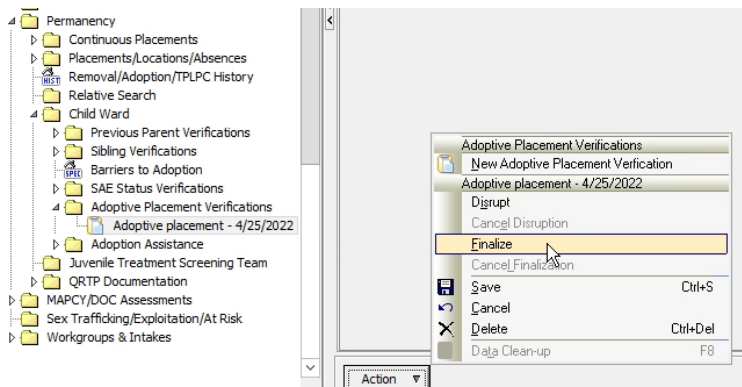 Permanency
Continuous Placements
Placements/Locations/Absences
HIST Removal/Adoption/TPLPC History
Relative Search
Child Ward
Previous Parent Verifications
Sibling Verifications
SPEC Barriers to Adoption
SAE Status Verifications
Adoptive Placement Verifications
Adoptive placement - 4/25/2022
Adoption Assistance
Juvenile Treatment Screening Team
QRTP Documentation
MAPCY/DOC Assessments
Sex Trafficking/Exploitation/At Risk
Workgroups & Intakes
Adoptive Placement Verifications
New Adoptive Placement Verfication
Adoptive placement - 4/25/2022
Disrupt
Cancel Disruption
Finalize
Cancel Finalization
Save Ctrl+S
Cancel
Delete Ctrl+Del
Data Clean-up F8
Action